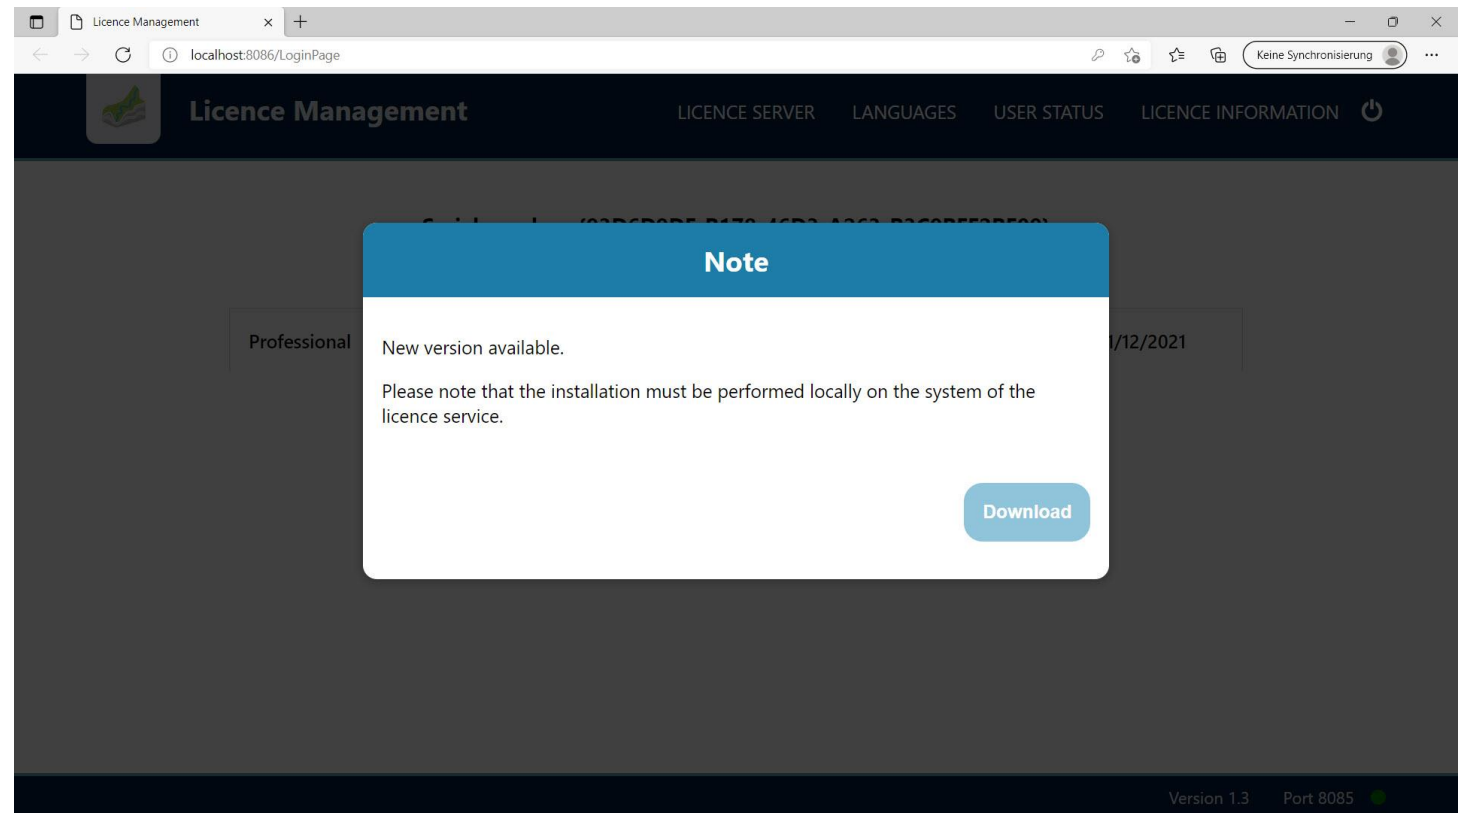 Licence Management
localhost:8086/LoginPage
Keine Synchronisierung
Licence Management
LICENCE SERVER
LANGUAGES
USER STATUS
LICENCE INFORMATION
Note
Professional
/12/2021
New version available.
Please note that the installation must be performed locally on the system of the
licence service.
Download
Version 1.3
Port 8085